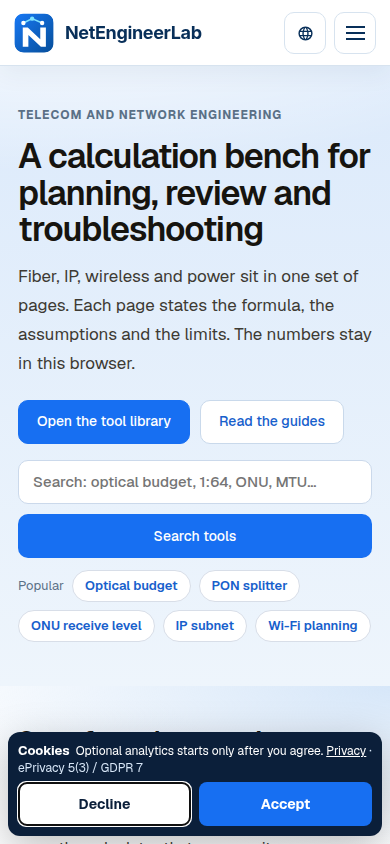 NetEngineerLab
TELECOM AND NETWORK ENGINEERING
A calculation bench for
planning, review and
troubleshooting
Fiber, IP, wireless and power sit in one set of
pages. Each page states the formula, the
assumptions and the limits. The numbers stay
in this browser.
Open the tool library
Read the guides
Search: optical budget, 1:64, ONU, MTU...
Search tools
Popular
Optical budget
PON splitter
ONU receive level
IP subnet
Wi-Fi planning
Cookies Optional analytics starts only after you agree. Privacy ·
ePrivacy 5(3) / GDPR 7
Decline
Accept